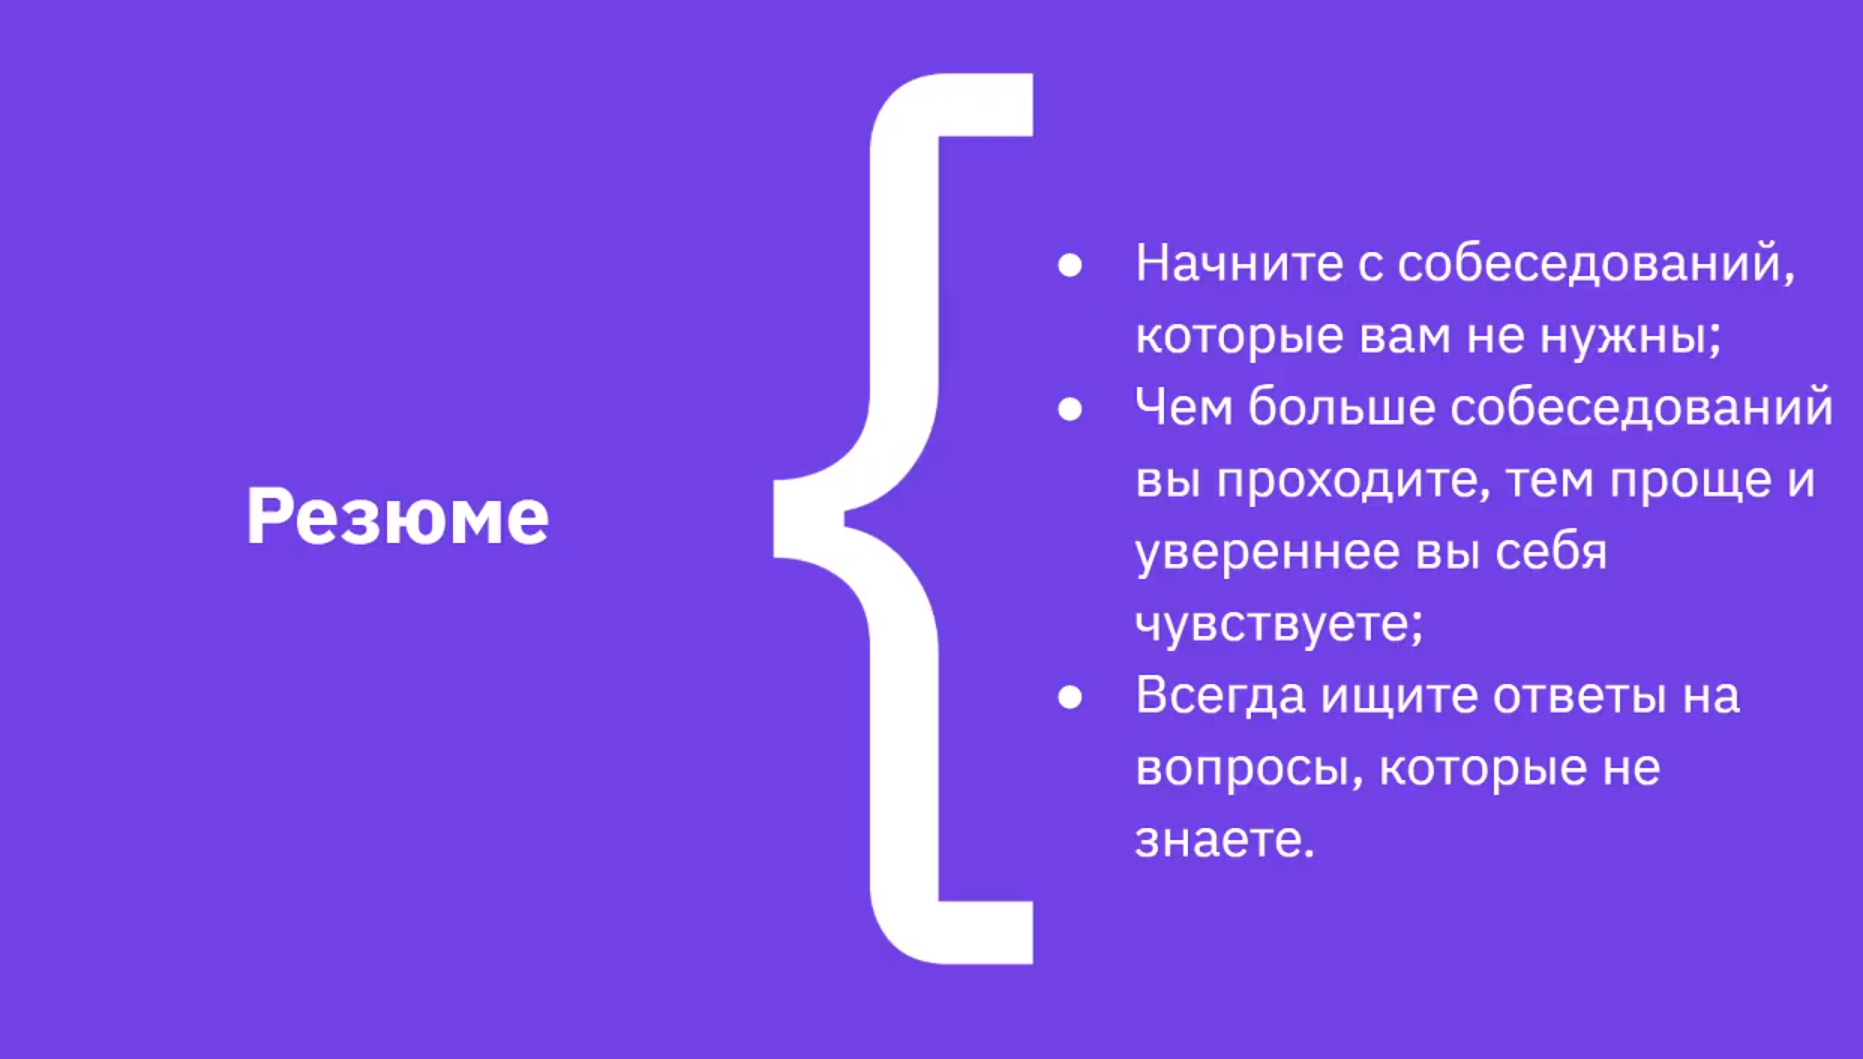 Резюме
● Начните с собеседований,
которые вам не нужны;
● Чем больше собеседований
вы проходите, тем проще и
увереннее вы себя
чувствуете;
● Всегда ищите ответы на
вопросы, которые не
знаете.